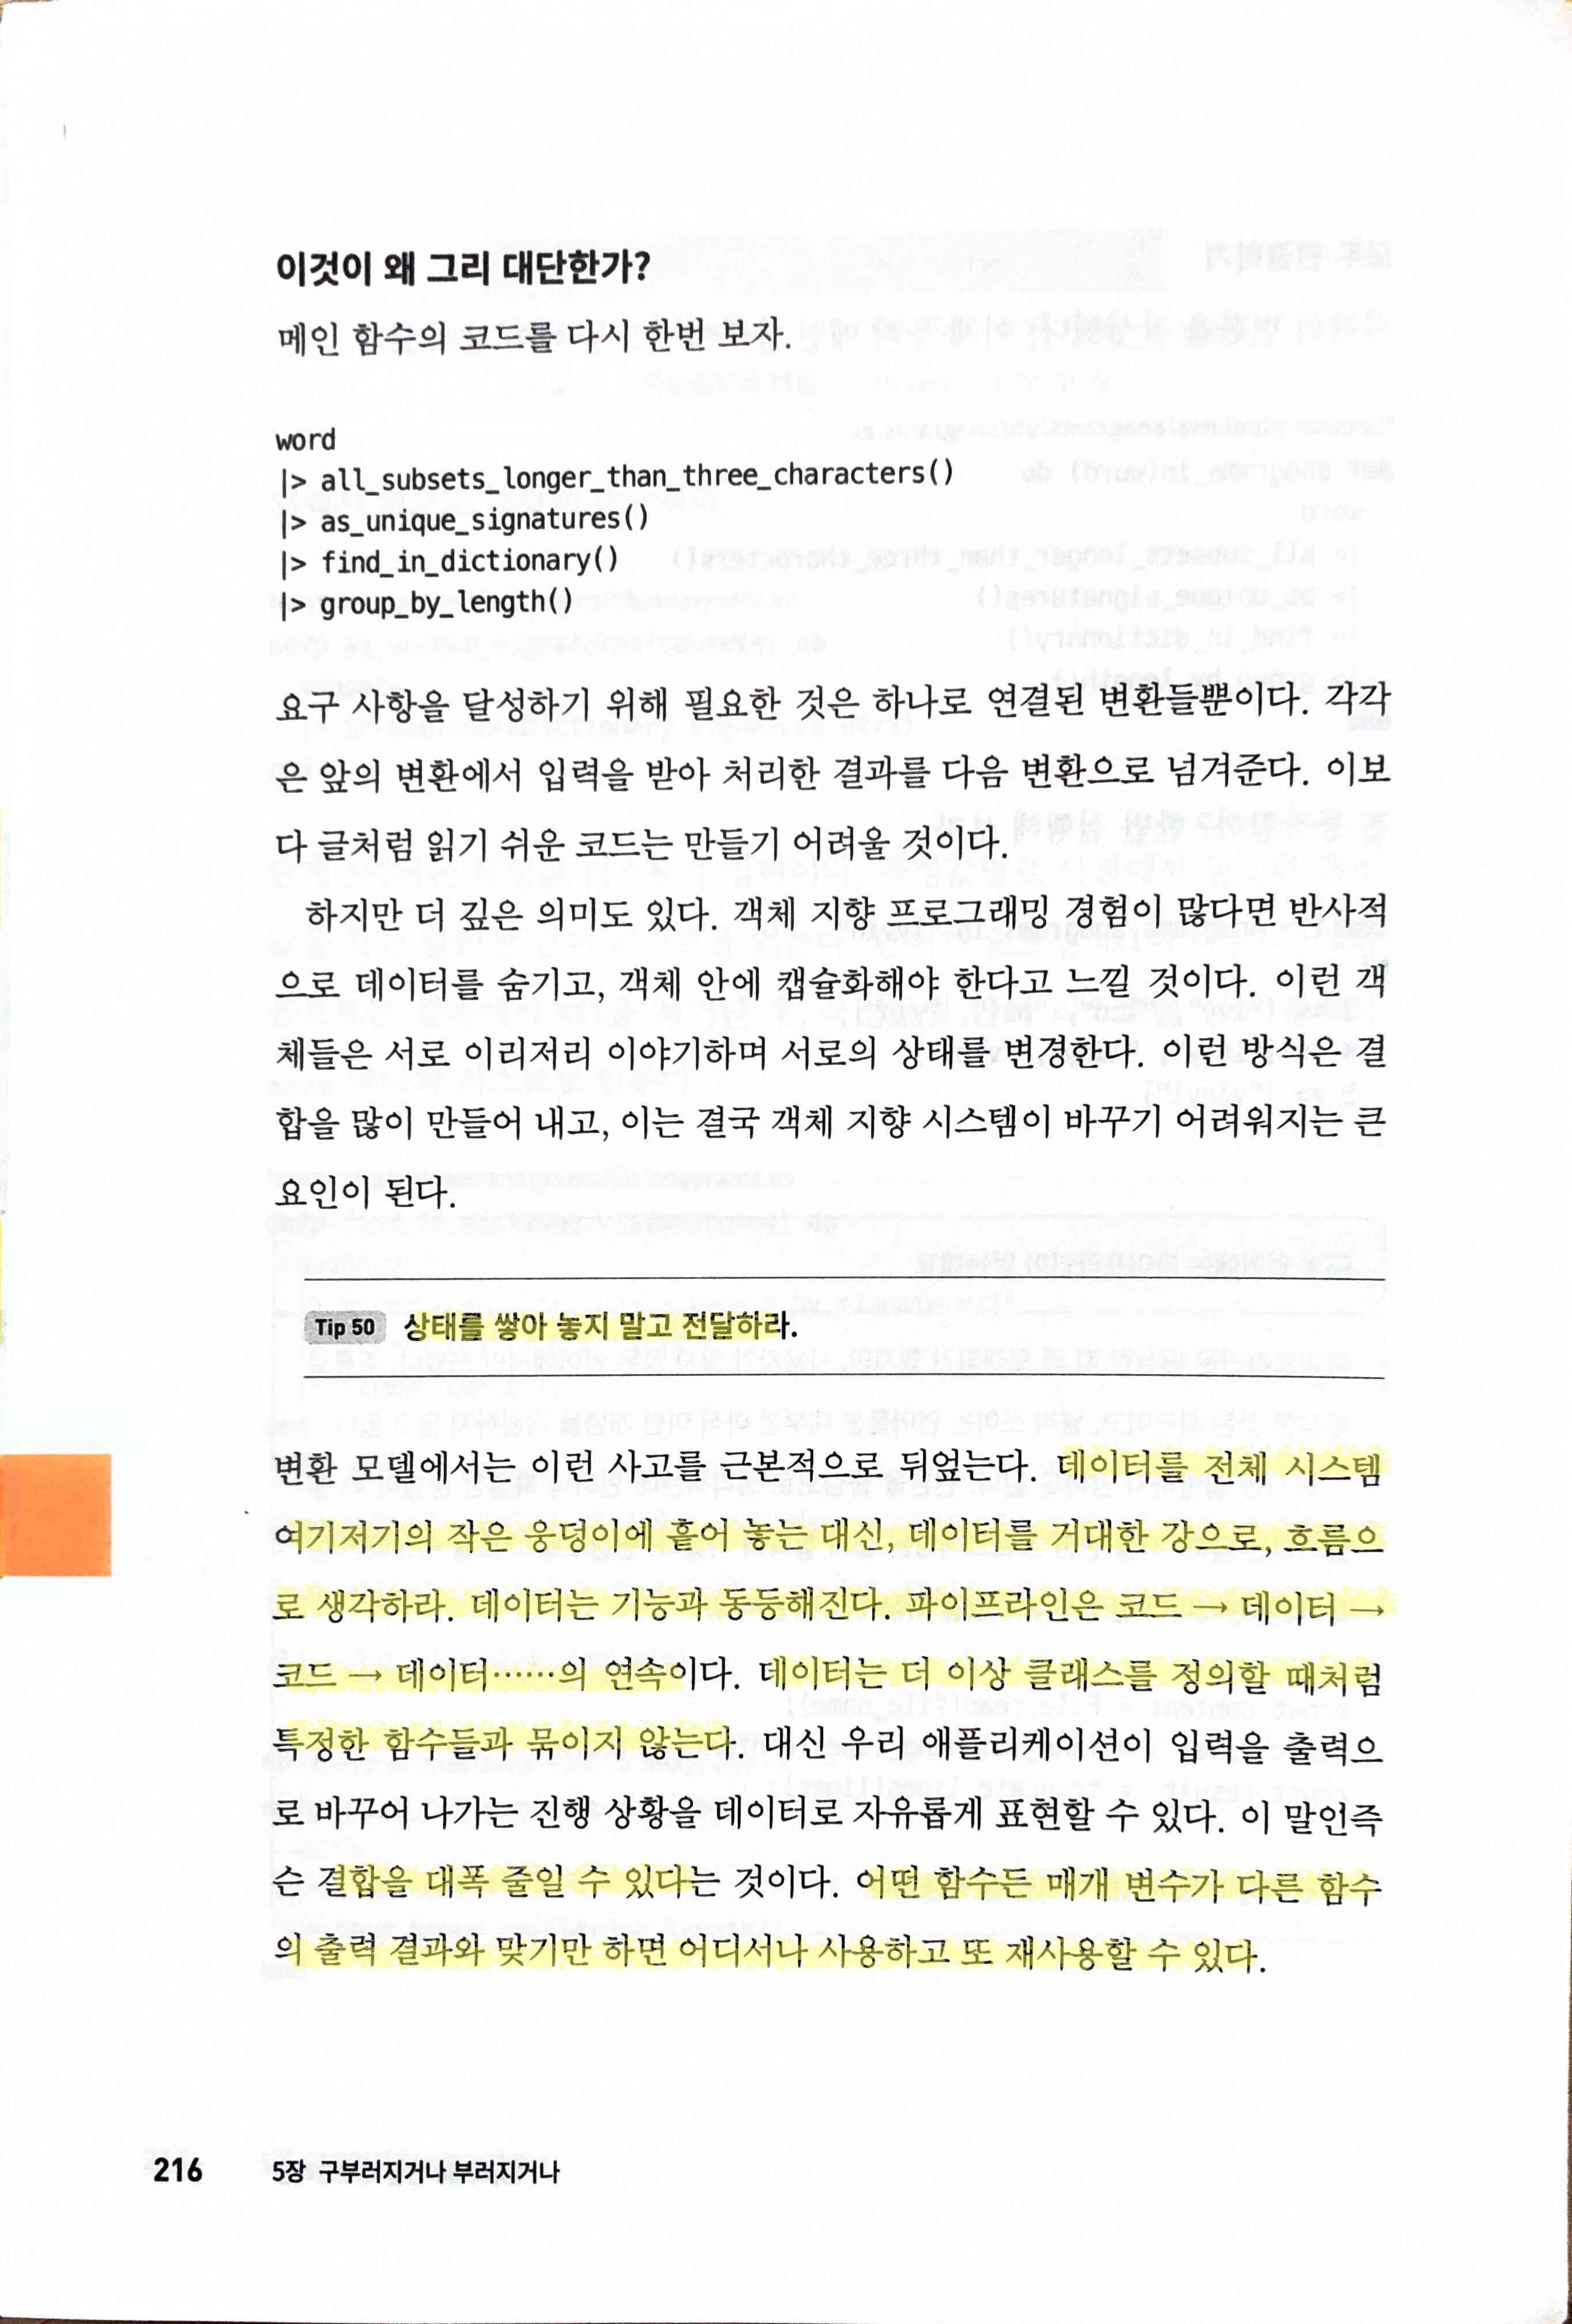 이것이 왜 그리 대단한가?
메인 함수의 코드를 다시 한번 보자.
word
|> all_subsets_longer_than_three_characters()
|> as_unique_signatures()
|> find_in_dictionary()
|> group_by_length()
요구 사항을 달성하기 위해 필요한 것은 하나로 연결된 변환들뿐이다. 각각
은 앞의 변환에서 입력을 받아 처리한 결과를 다음 변환으로 넘겨준다. 이보
다 글처럼 읽기 쉬운 코드는 만들기 어려울 것이다.
하지만 더 깊은 의미도 있다. 객체 지향 프로그래밍 경험이 많다면 반사적
으로 데이터를 숨기고, 객체 안에 캡슐화해야 한다고 느낄 것이다. 이런 객
체들은 서로 이리저리 이야기하며 서로의 상태를 변경한다. 이런 방식은 결
합을 많이 만들어 내고, 이는 결국 객체 지향 시스템이 바꾸기 어려워지는 큰
요인이 된다.
Tip 50 상태를 쌓아 놓지 말고 전달하라.
변환 모델에서는 이런 사고를 근본적으로 뒤엎는다. 데이터를 전체 시스템
여기저기의 작은 웅덩이에 흩어 놓는 대신, 데이터를 거대한 강으로, 흐름으
로 생각하라. 데이터는 기능과 동등해진다. 파이프라인은 코드 → 데이터 →
코드 → 데이터……의 연속이다. 데이터는 더 이상 클래스를 정의할 때처럼
특정한 함수들과 묶이지 않는다. 대신 우리 애플리케이션이 입력을 출력으
로 바꾸어 나가는 진행 상황을 데이터로 자유롭게 표현할 수 있다. 이 말인즉
슨 결합을 대폭 줄일 수 있다는 것이다. 어떤 함수든 매개 변수가 다른 함수
의 출력 결과와 맞기만 하면 어디서나 사용하고 또 재사용할 수 있다.
216 5장 구부러지거나 부러지거나